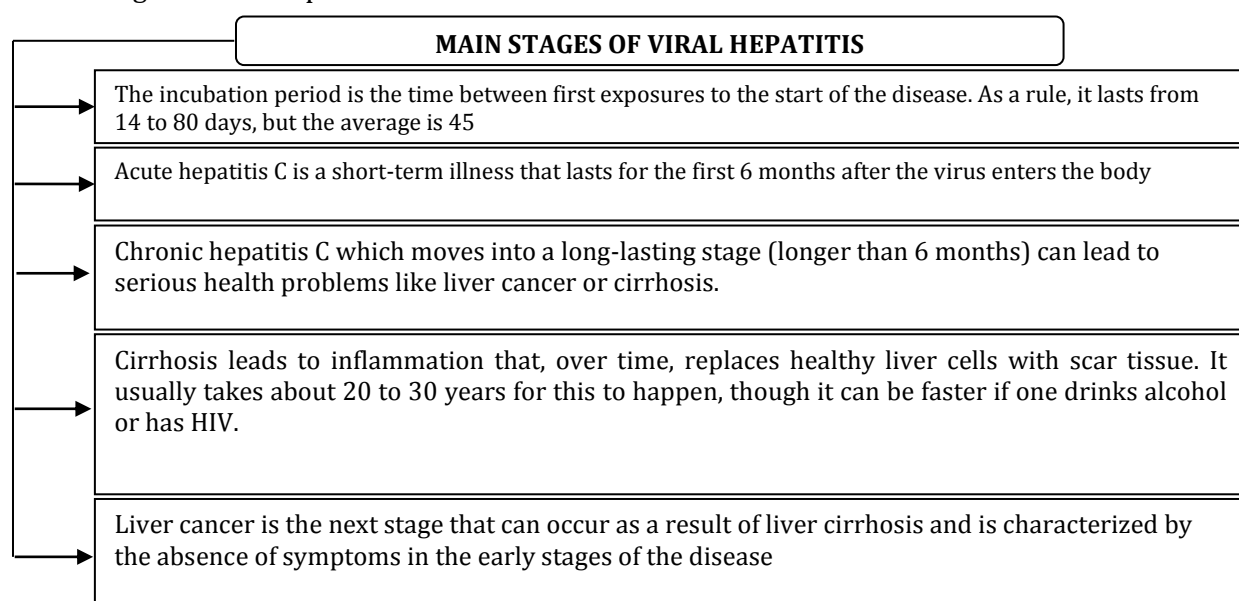 MAIN STAGES OF VIRAL HEPATITIS
The incubation period is the time between first exposures to the start of the disease. As a rule, it lasts from
14 to 80 days, but the average is 45
Acute hepatitis C is a short-term illness that lasts for the first 6 months after the virus enters the body
Chronic hepatitis C which moves into a long-lasting stage (longer than 6 months) can lead to
serious health problems like liver cancer or cirrhosis.
Cirrhosis leads to inflammation that, over time, replaces healthy liver cells with scar tissue. It
usually takes about 20 to 30 years for this to happen, though it can be faster if one drinks alcohol
or has HIV.
Liver cancer is the next stage that can occur as a result of liver cirrhosis and is characterized by
the absence of symptoms in the early stages of the disease